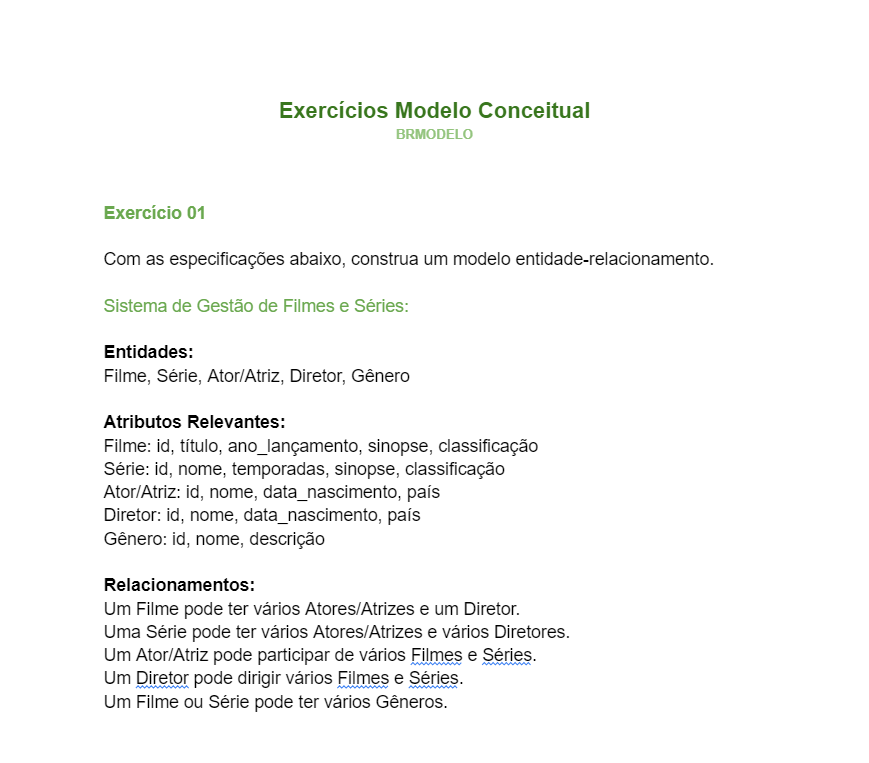 Exercícios Modelo Conceitual
BRMODELO
Exercício 01
Com as especificações abaixo, construa um modelo entidade-relacionamento.
Sistema de Gestão de Filmes e Séries:
Entidades:
Filme, Série, Ator/Atriz, Diretor, Gênero
Atributos Relevantes:
Filme: id, título, ano_lançamento, sinopse, classificação
Série: id, nome, temporadas, sinopse, classificação
Ator/Atriz: id, nome, data_nascimento, país
Diretor: id, nome, data_nascimento, país
Gênero: id, nome, descrição
Relacionamentos:
Um Filme pode ter vários Atores/Atrizes e um Diretor.
Uma Série pode ter vários Atores/Atrizes e vários Diretores.
Um Ator/Atriz pode participar de vários Filmes e Séries.
Um Diretor pode dirigir vários Filmes e Séries.
Um Filme ou Série pode ter vários Gêneros.